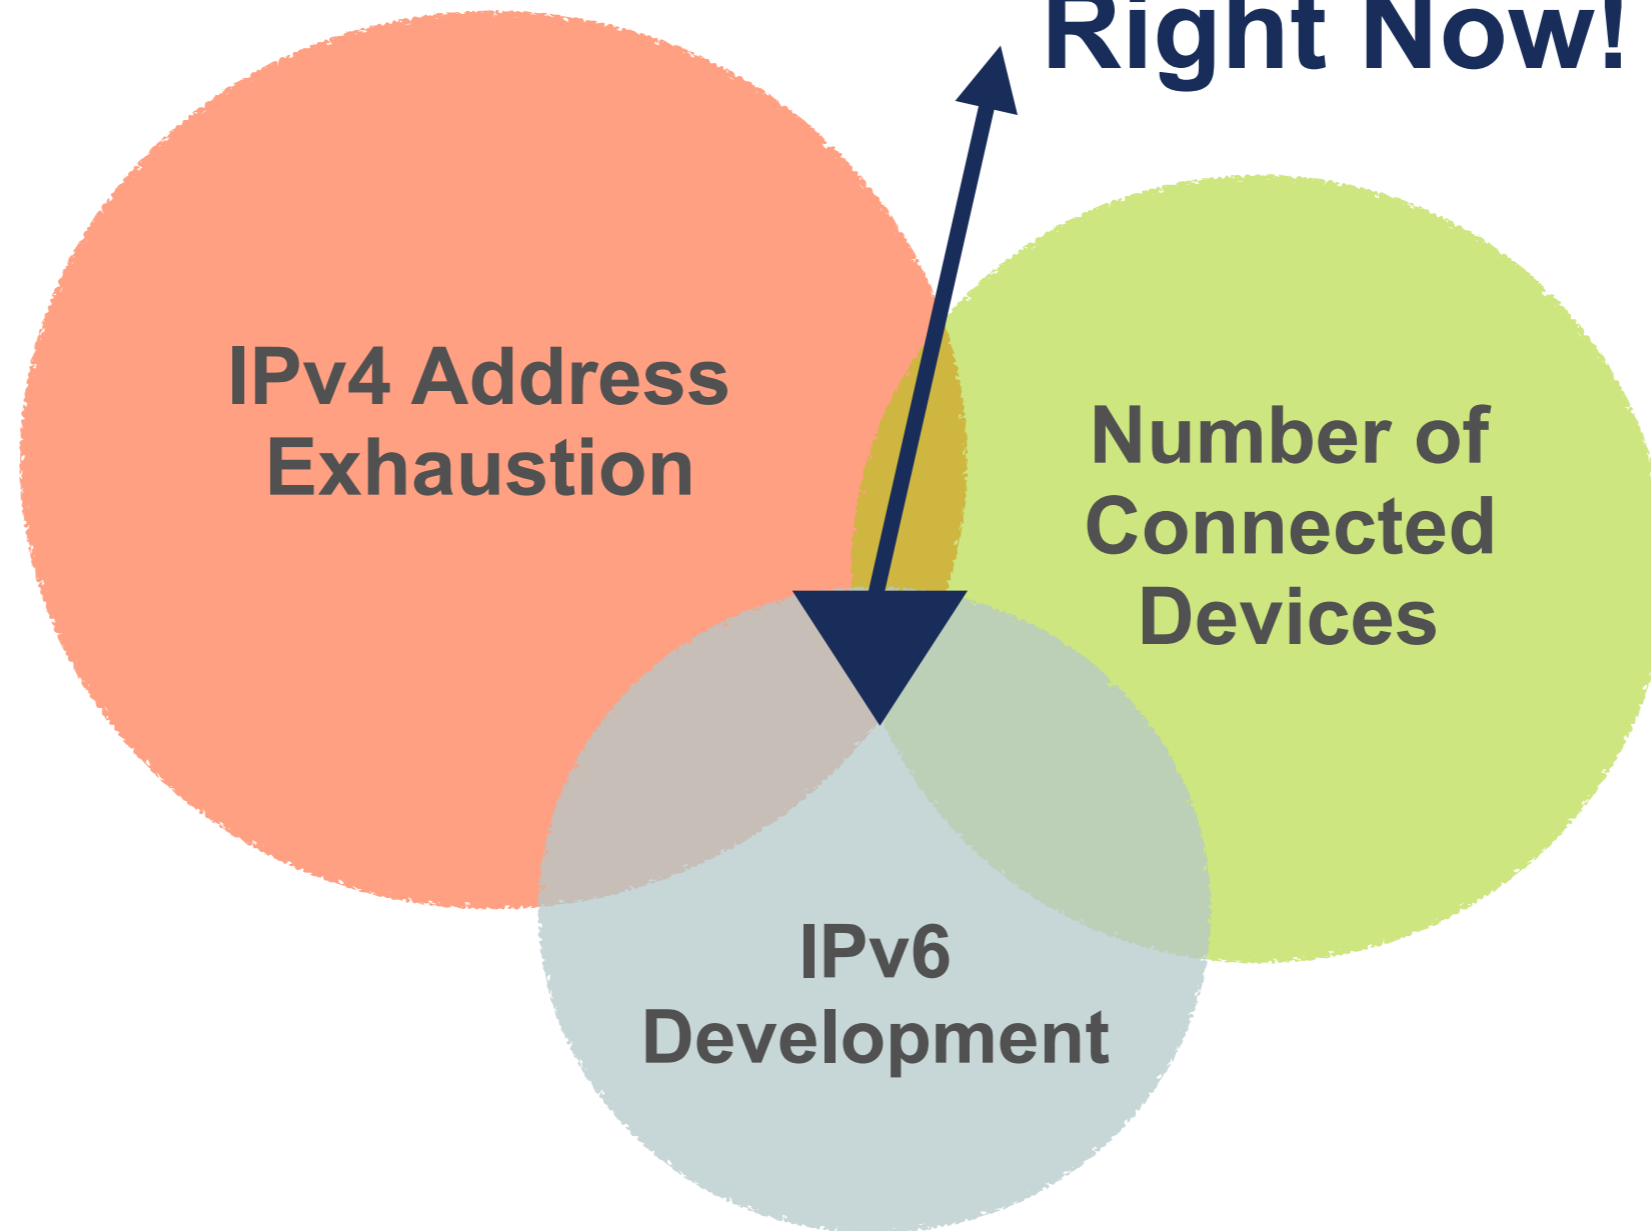 Right Now!
IPv4 Address
Exhaustion
Number of
Connected
Devices
IPv6
Development